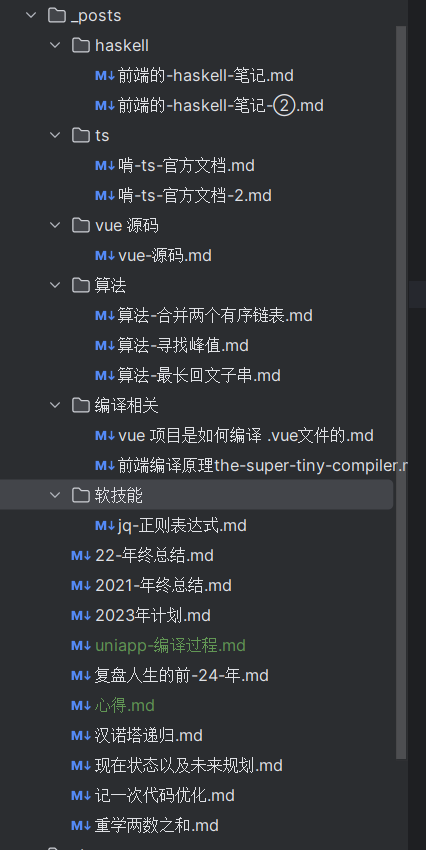 _posts
haskell
M↓ 前端的-haskell-笔记.md
M↓ 前端的-haskell-笔记-②.md
ts
M↓ 啃-ts-官方文档.md
M↓ 啃-ts-官方文档-2.md
vue 源码
M↓ vue-源码.md
算法
M↓ 算法-合并两个有序链表.md
M↓ 算法-寻找峰值.md
M↓ 算法-最长回文子串.md
编译相关
M↓ vue 项目是如何编译 .vue文件的.md
M↓ 前端编译原理the-super-tiny-compiler.r
软技能
M↓ jq-正则表达式.md
M↓ 22-年终总结.md
M↓ 2021-年终总结.md
M↓ 2023年计划.md
M↓ uniapp-编译过程.md
M↓ 复盘人生的前-24-年.md
M↓ 心得.md
M↓ 汉诺塔递归.md
M↓ 现在状态以及未来规划.md
M↓ 记一次代码优化.md
M↓ 重学两数之和.md